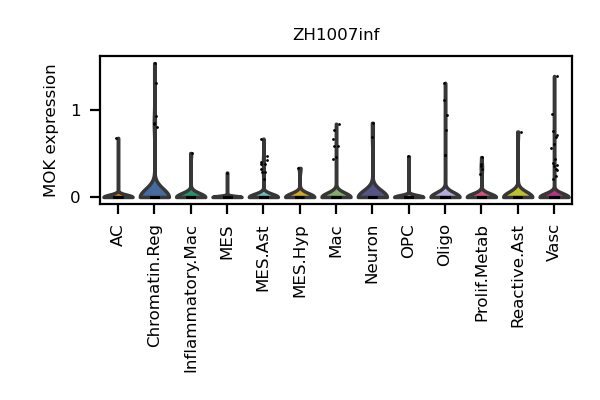 ZH1007inf
MOK expression
1
0
AC
Chromatin.Reg
Inflammatory.Mac
MES
MES.Ast
MES.Hyp
Mac
Neuron
OPC
Oligo
Prolif.Metab
Reactive.Ast
Vasc